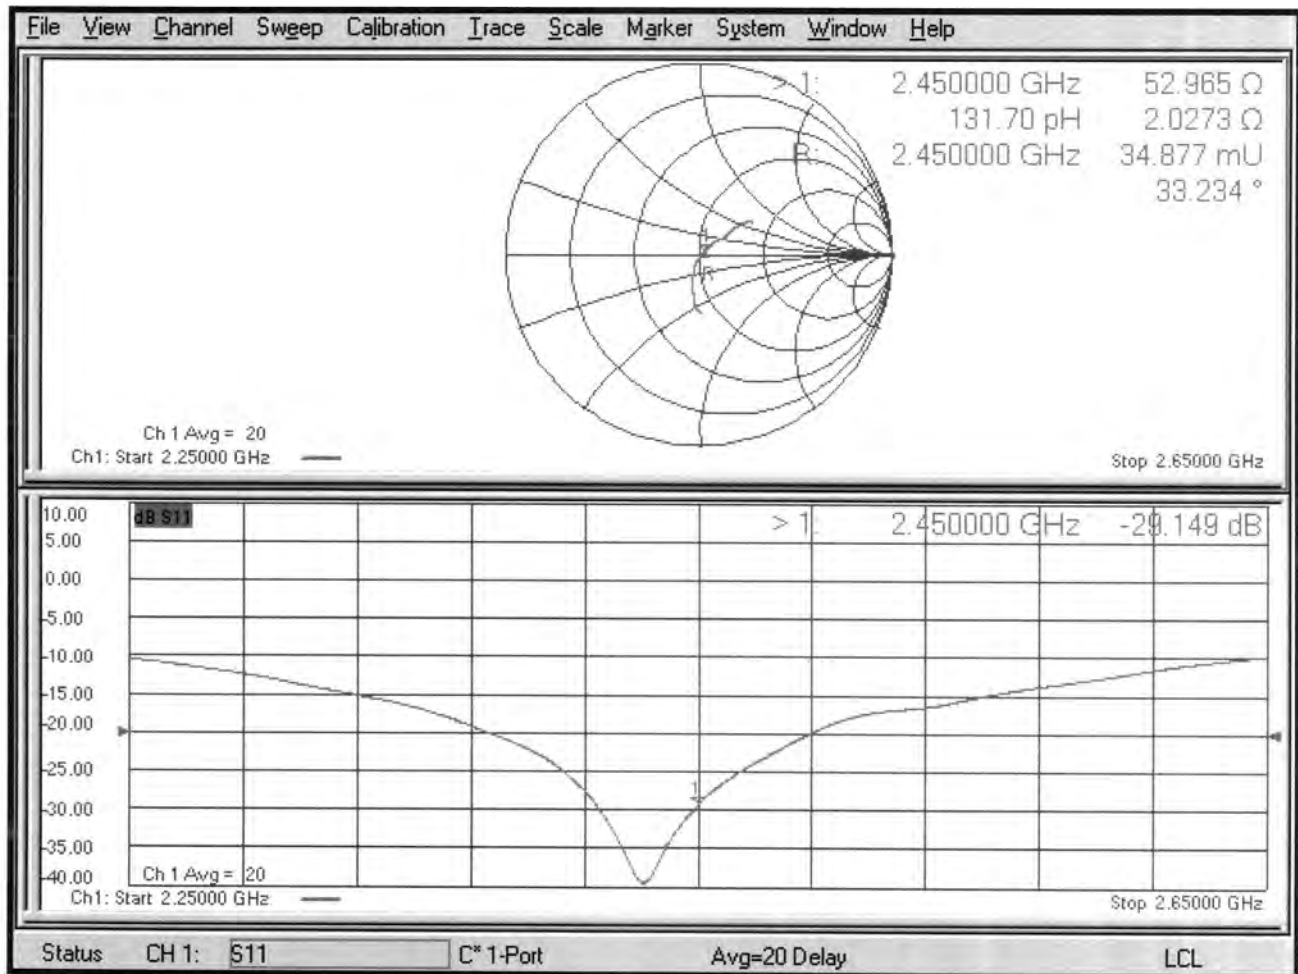 File View Channel Sweep Calibration Trace Scale Marker System Window Help
> 1: 2.450000 GHz 52.965 Ω
131.70 pH 2.0273 Ω
R: 2.450000 GHz 34.877 mU
33.234 °
Ch 1 Avg = 20
Ch1: Start 2.25000 GHz
Stop 2.65000 GHz
10.00 dB S11 > 1: 2.450000 GHz -29.149 dB
5.00
0.00
-5.00
-10.00
-15.00
-20.00
-25.00
1
-30.00
-35.00
-40.00 Ch 1 Avg = 20
Ch1: Start 2.25000 GHz
Stop 2.65000 GHz
Status CH 1: S11 C* 1-Port Avg=20 Delay LCL